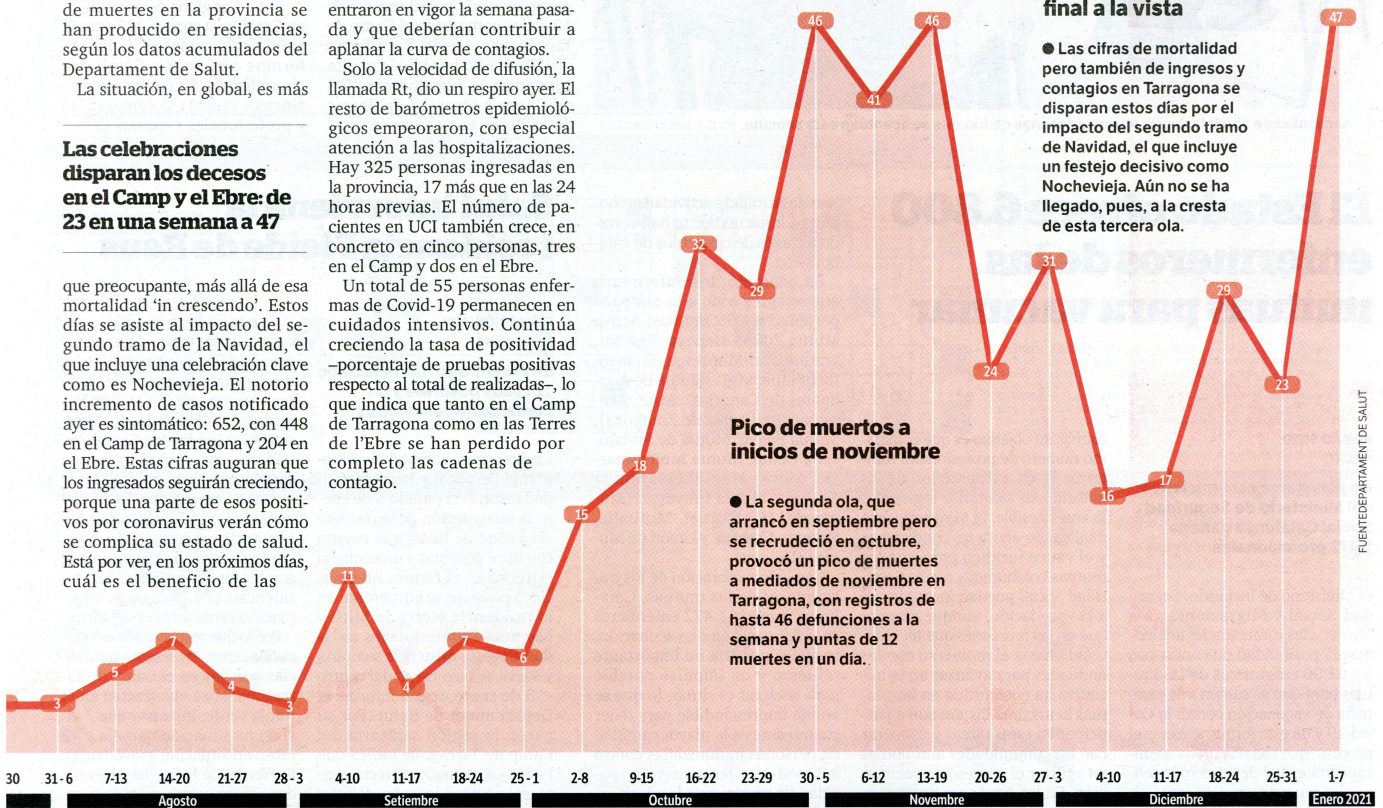 de muertes en la provincia se
han producido en residencias,
según los datos acumulados del
Departament de Salut.
La situación, en global, es más
Las celebraciones
disparan los decesos
en el Camp y el Ebre: de
23 en una semana a 47
que preocupante, más allá de esa
mortalidad ‘in crescendo’. Estos
días se asiste al impacto del se-
gundo tramo de la Navidad, el
que incluye una celebración clave
como es Nochevieja. El notorio
incremento de casos notificado
ayer es sintomático: 652, con 448
en el Camp de Tarragona y 204 en
el Ebre. Estas cifras auguran que
los ingresados seguirán creciendo,
porque una parte de esos positi-
vos por coronavirus verán cómo
se complica su estado de salud.
Está por ver, en los próximos días,
cuál es el beneficio de las
entraron en vigor la semana pasa-
da y que deberían contribuir a
aplanar la curva de contagios.
Solo la velocidad de difusión, la
llamada Rt, dio un respiro ayer. El
resto de barómetros epidemioló-
gicos empeoraron, con especial
atención a las hospitalizaciones.
Hay 325 personas ingresadas en
la provincia, 17 más que en las 24
horas previas. El número de pa-
cientes en UCI también crece, en
este caso en cinco personas, tres
en el Camp y dos en el Ebre.
Un total de 55 personas enfer-
mas de Covid-19 permanecen en
cuidados intensivos. Continúa
creciendo la tasa de positividad
–porcentaje de pruebas positivas
respecto al total de realizadas–, lo
que indica que tanto en el Camp
de Tarragona como en las Terres
de l’Ebre se han perdido por
completo las cadenas de
contagio.
final a la vista
● Las cifras de mortalidad
pero también de ingresos y
contagios en Tarragona se
disparan estos días por el
impacto del segundo tramo
de Navidad, el que incluye
un festejo decisivo como
Nochevieja. Aún no se ha
llegado, pues, a la cresta
de esta tercera ola.
Pico de muertos a
inicios de noviembre
● La segunda ola, que
arrancó en septiembre pero
se recrudeció en octubre,
provocó un pico de muertes
a mediados de noviembre en
Tarragona, con registros de
hasta 46 defunciones a la
semana y puntas de 12
muertes en un día.
3 5 7 4 3 11 4 7 6 15 18 32 29 46 41 46 24 31 16 17 29 23 47
30 31-6 7-13 14-20 21-27 28-3 4-10 11-17 18-24 25-1 2-8 9-15 16-22 23-29 30-5 6-12 13-19 20-26 27-3 4-10 11-17 18-24 25-31 1-7
Agosto Setiembre Octubre Noviembre Diciembre Enero 2021
FUENTEDEPARTAMENT DE SALUT